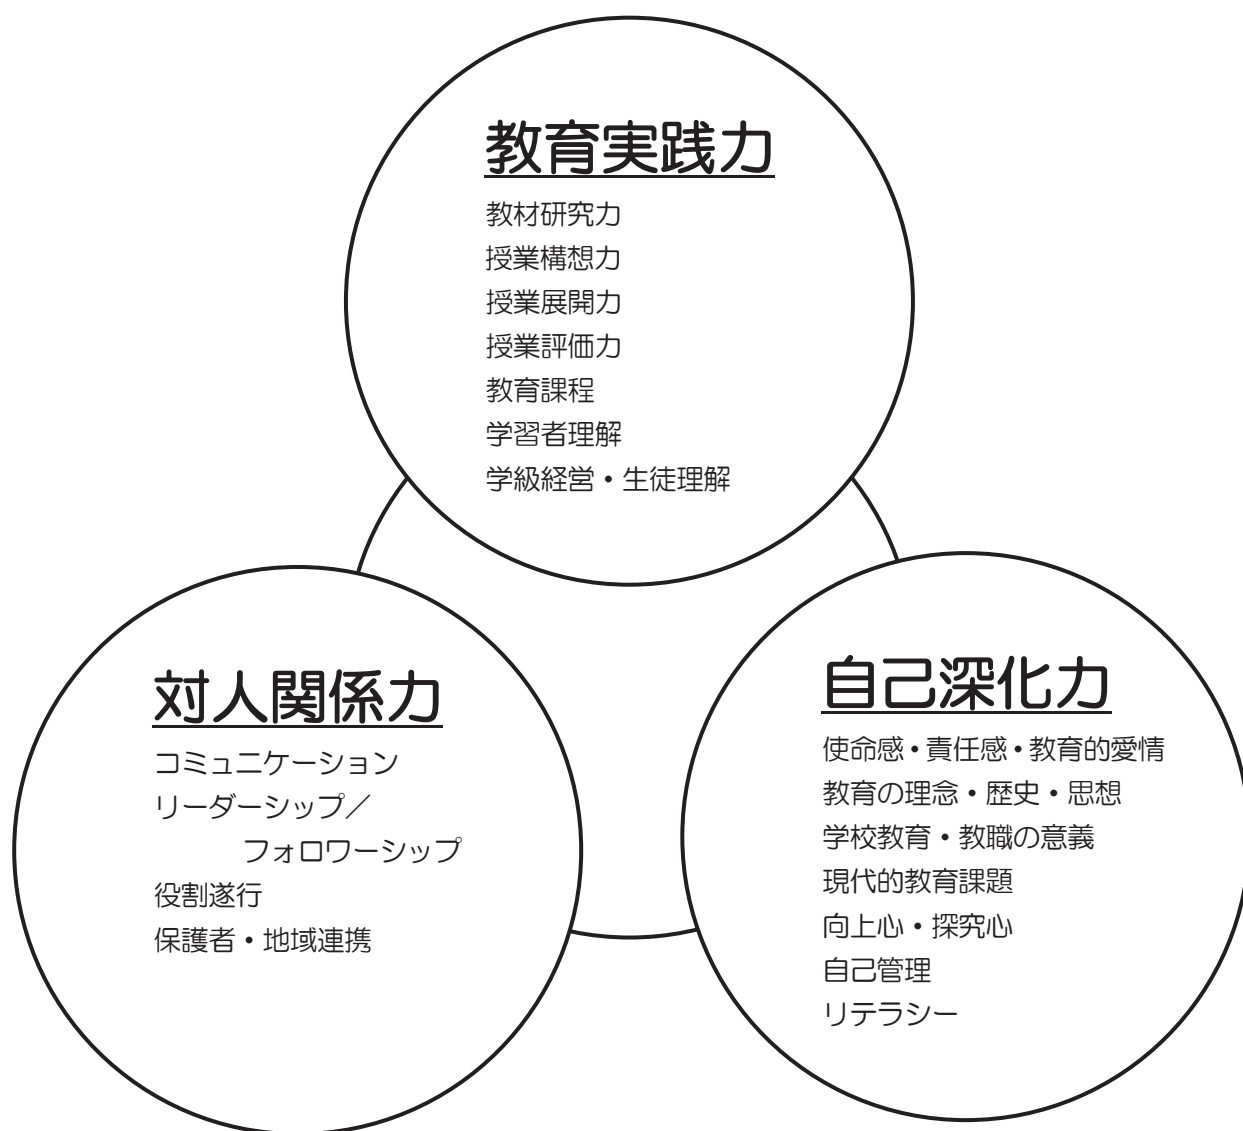 教育実践力
教材研究力
授業構想力
授業展開力
授業評価力
教育課程
学習者理解
学級経営・生徒理解
対人関係力
コミュニケーション
リーダーシップ／
フォロワーシップ
役割遂行
保護者・地域連携
自己深化力
使命感・責任感・教育的愛情
教育の理念・歴史・思想
学校教育・教職の意義
現代的教育課題
向上心・探究心
自己管理
リテラシー